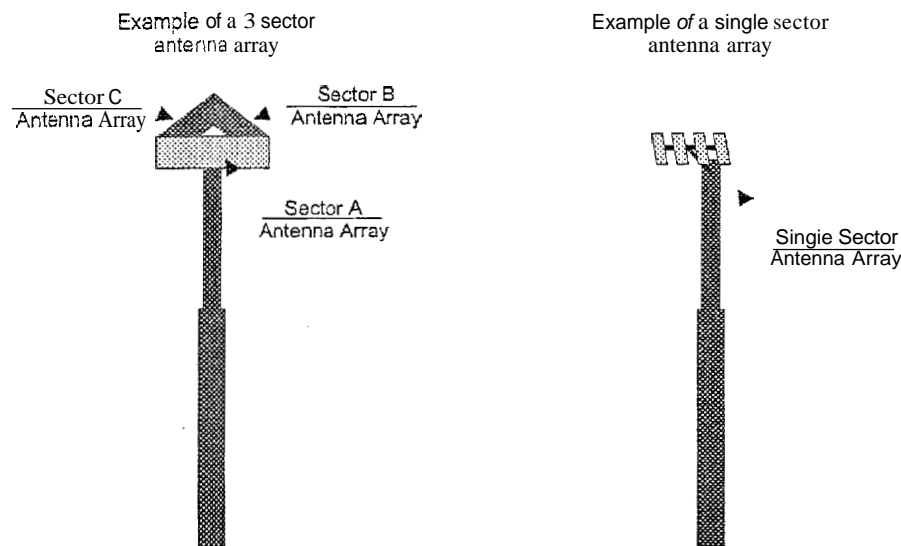 Example of a 3 sector
antenna array
Example of a single sector
antenna array
Sector C
Antenna Array
Sector B
Antenna Array
Sector A
Antenna Array
Singie Sector
Antenna Array